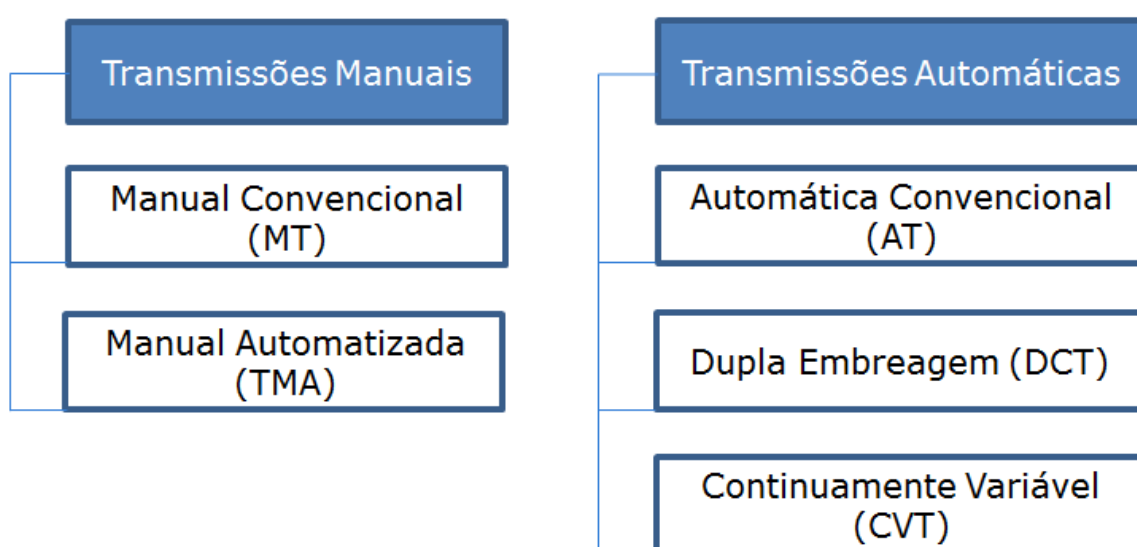 Transmissões Manuais
Manual Convencional
(MT)
Manual Automatizada
(TMA)
Transmissões Automáticas
Automática Convencional
(AT)
Dupla Embreagem (DCT)
Continuamente Variável
(CVT)